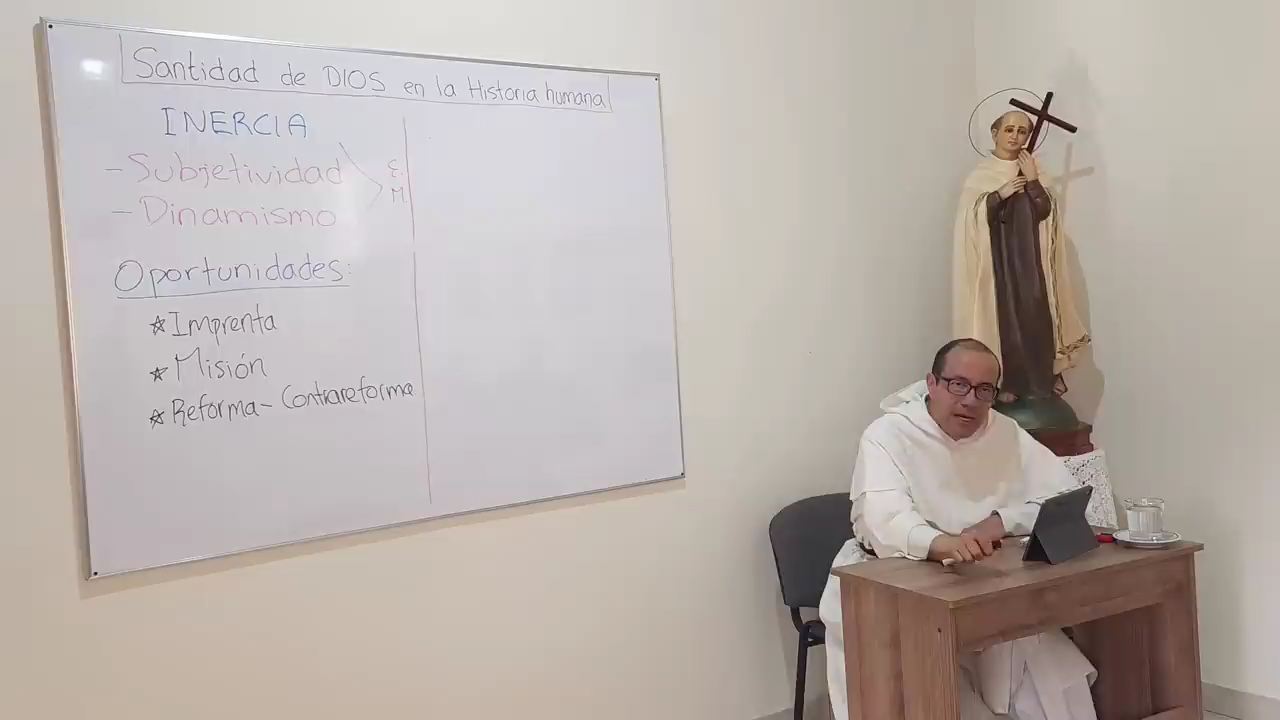 Santidad de DIOS en la Historia humana
INERCIA
- Subjetividad
- Dinamismo
E.
M.
Oportunidades:
☆ Imprenta
☆ Misión
☆ Reforma - Contrareforma